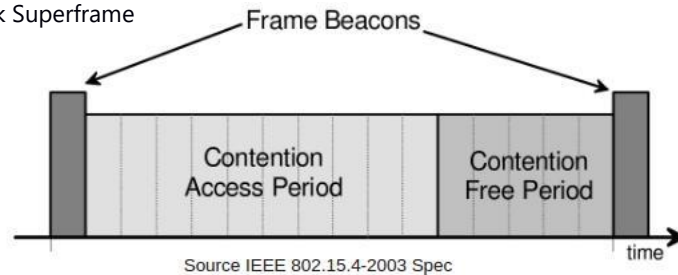 k Superframe
Frame Beacons
Contention
Access Period
Contention
Free Period
time
Source IEEE 802.15.4-2003 Spec